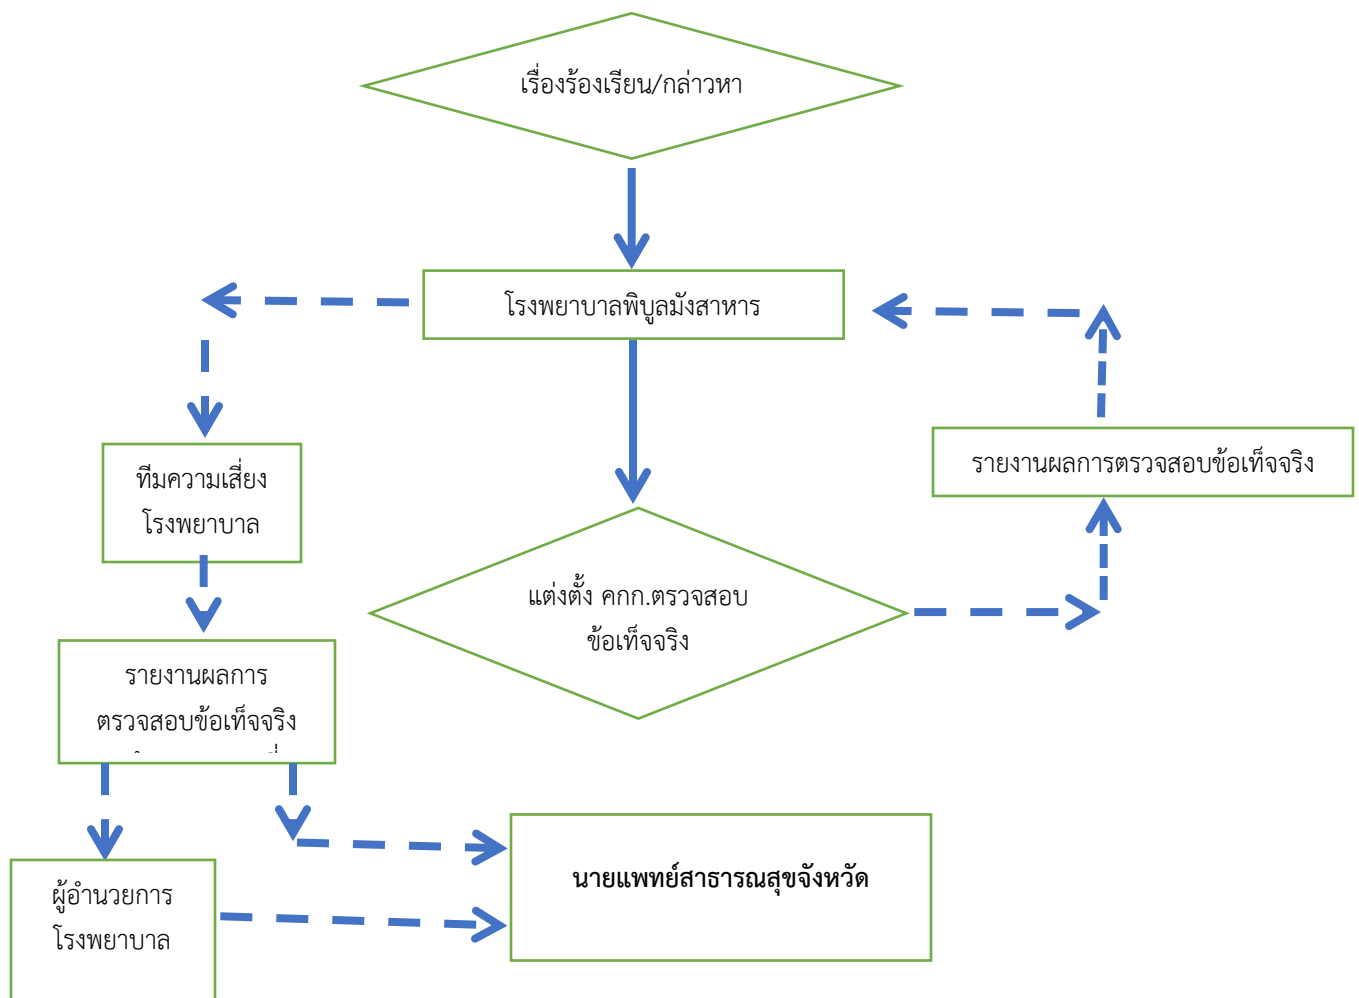 เรื่องร้องเรียน/กล่าวหา
โรงพยาบาลพิบูลมังสาหาร
รายงานผลการตรวจสอบข้อเท็จจริง
ทีมความเสี่ยง
โรงพยาบาล
แต่งตั้ง คกก.ตรวจสอบ
ข้อเท็จจริง
รายงานผลการ
ตรวจสอบข้อเท็จจริง
นายแพทย์สาธารณสุขจังหวัด
ผู้อำนวยการ
โรงพยาบาล